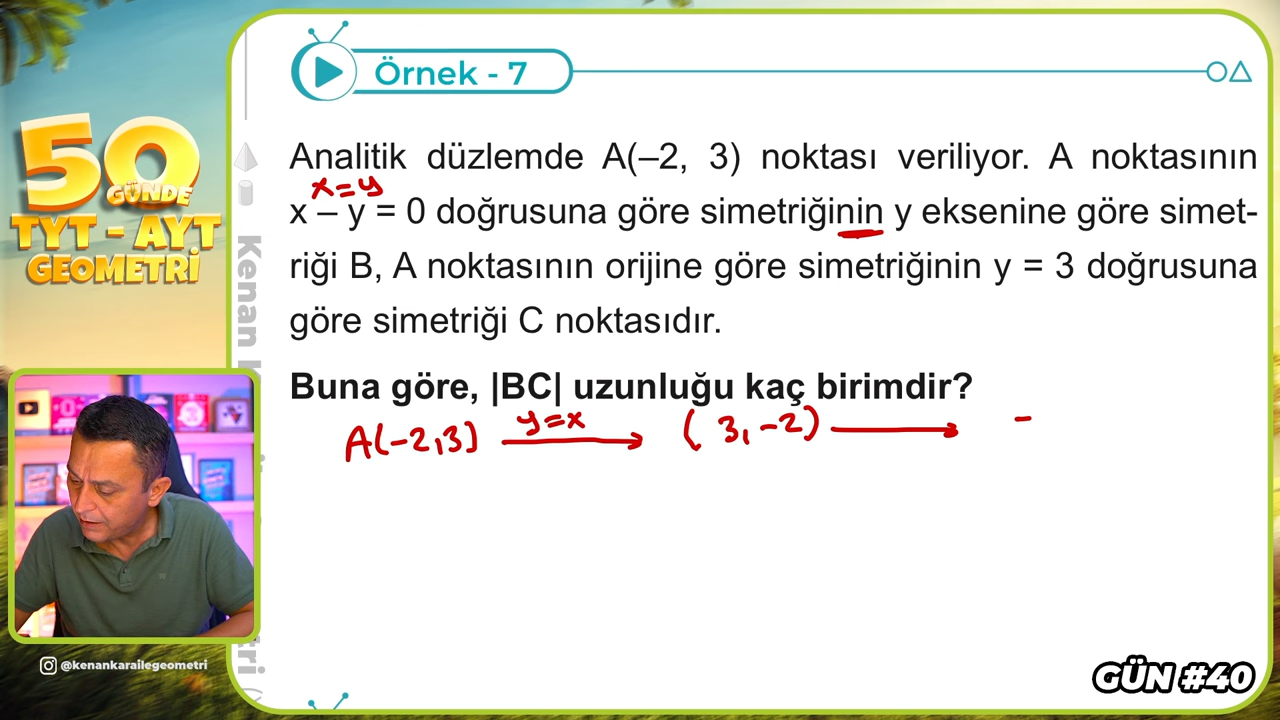 Örnek - 7
50
GÜNDE
TYT - AYT
GEOMETRİ
Analitik düzlemde A(–2, 3) noktası veriliyor. A noktasının
x=y
x – y = 0 doğrusuna göre simetriğinin y eksenine göre simet-
riği B, A noktasının orijine göre simetriğinin y = 3 doğrusuna
göre simetriği C noktasıdır.
Buna göre, |BC| uzunluğu kaç birimdir?
A(-2,3) y=x (3,-2) -
Kenan
@kenankarailegeometri
GÜN #40